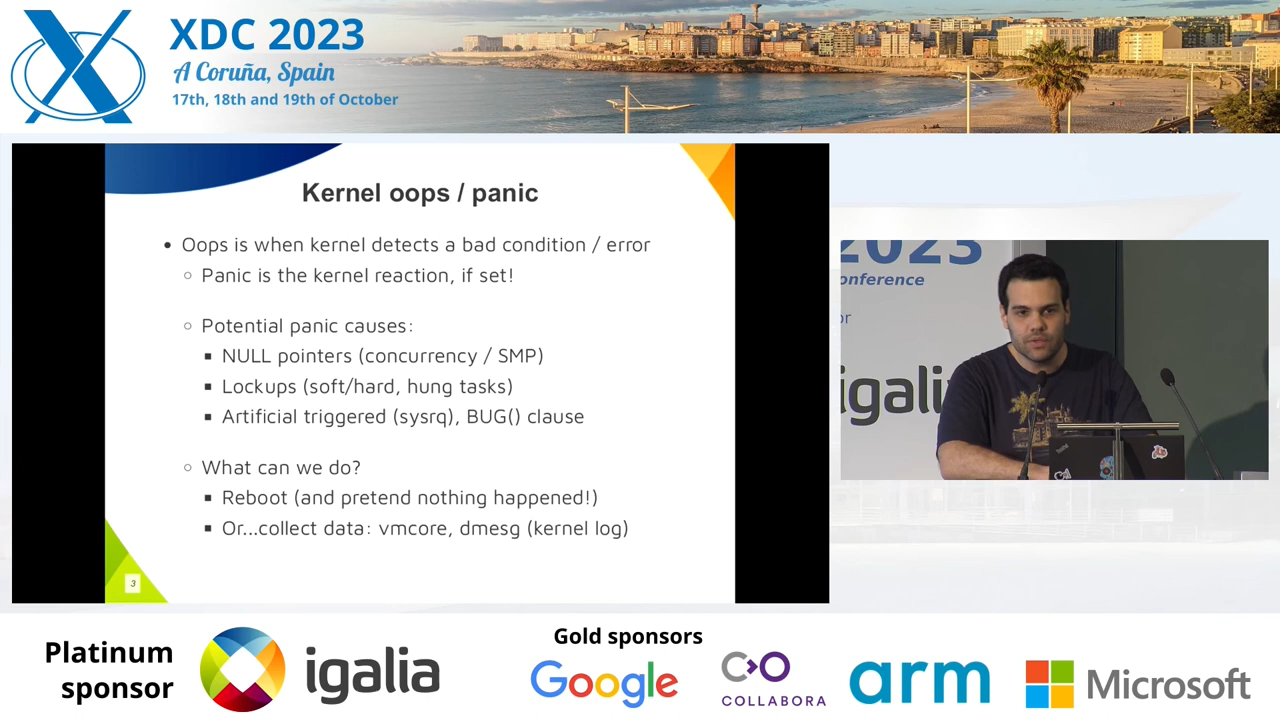 XDC 2023
A Coruña, Spain
17th, 18th and 19th of October
Kernel oops / panic
• Oops is when kernel detects a bad condition / error
○ Panic is the kernel reaction, if set!
○ Potential panic causes:
▪ NULL pointers (concurrency / SMP)
▪ Lockups (soft/hard, hung tasks)
▪ Artificial triggered (sysrq), BUG() clause
○ What can we do?
▪ Reboot (and pretend nothing happened!)
▪ Or...collect data: vmcore, dmesg (kernel log)
3
2023
onference
or
igalia
Platinum
sponsor
igalia
Gold sponsors
Google
COLLABORA
arm
Microsoft